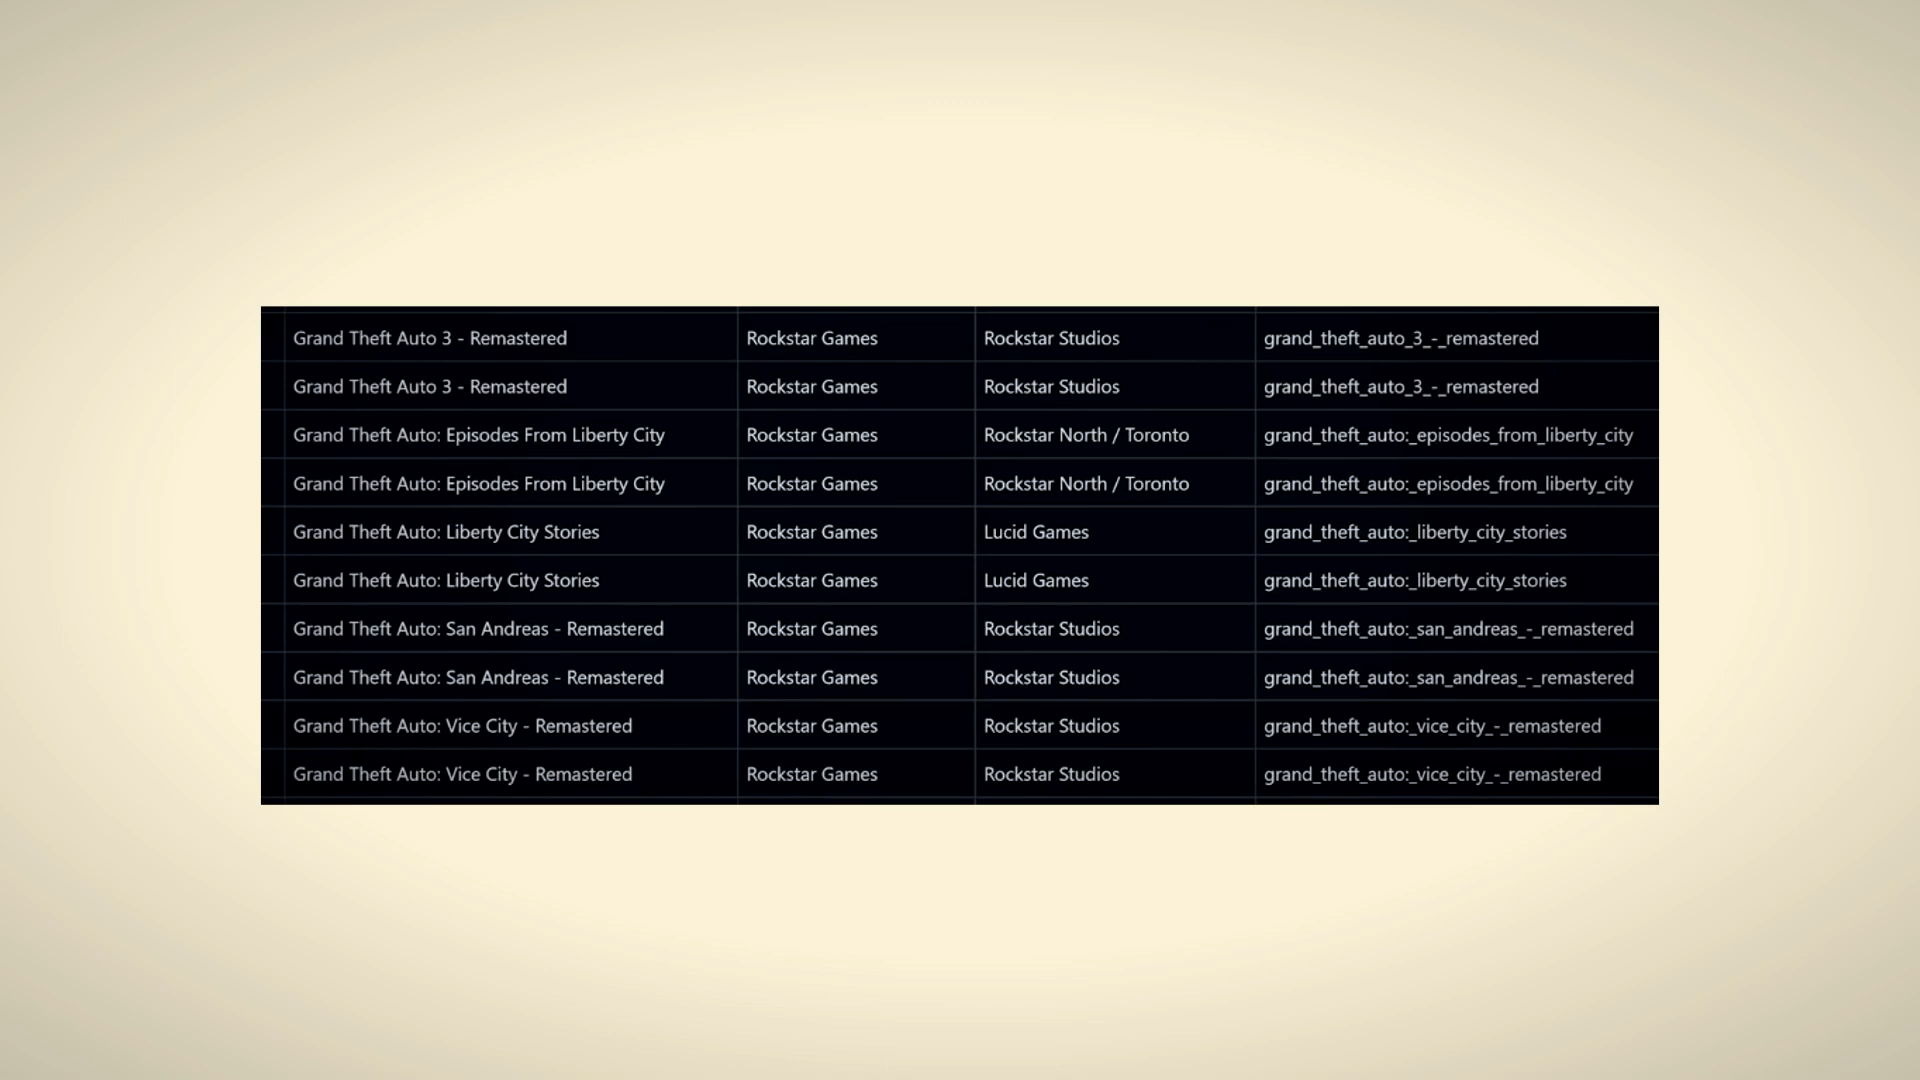 Grand Theft Auto 3 - Remastered Rockstar Games Rockstar Studios grand_theft_auto_3_-_remastered
Grand Theft Auto 3 - Remastered Rockstar Games Rockstar Studios grand_theft_auto_3_-_remastered
Grand Theft Auto: Episodes From Liberty City Rockstar Games Rockstar North / Toronto grand_theft_auto:_episodes_from_liberty_city
Grand Theft Auto: Episodes From Liberty City Rockstar Games Rockstar North / Toronto grand_theft_auto:_episodes_from_liberty_city
Grand Theft Auto: Liberty City Stories Rockstar Games Lucid Games grand_theft_auto:_liberty_city_stories
Grand Theft Auto: Liberty City Stories Rockstar Games Lucid Games grand_theft_auto:_liberty_city_stories
Grand Theft Auto: San Andreas - Remastered Rockstar Games Rockstar Studios grand_theft_auto:_san_andreas_-_remastered
Grand Theft Auto: San Andreas - Remastered Rockstar Games Rockstar Studios grand_theft_auto:_san_andreas_-_remastered
Grand Theft Auto: Vice City - Remastered Rockstar Games Rockstar Studios grand_theft_auto:_vice_city_-_remastered
Grand Theft Auto: Vice City - Remastered Rockstar Games Rockstar Studios grand_theft_auto:_vice_city_-_remastered